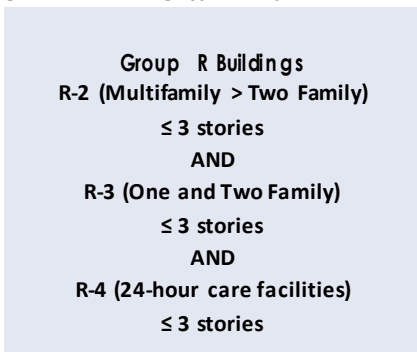 Group R Buildings
R-2 (Multifamily > Two Family)
≤ 3 stories
AND
R-3 (One and Two Family)
≤ 3 stories
AND
R-4 (24-hour care facilities)
≤ 3 stories